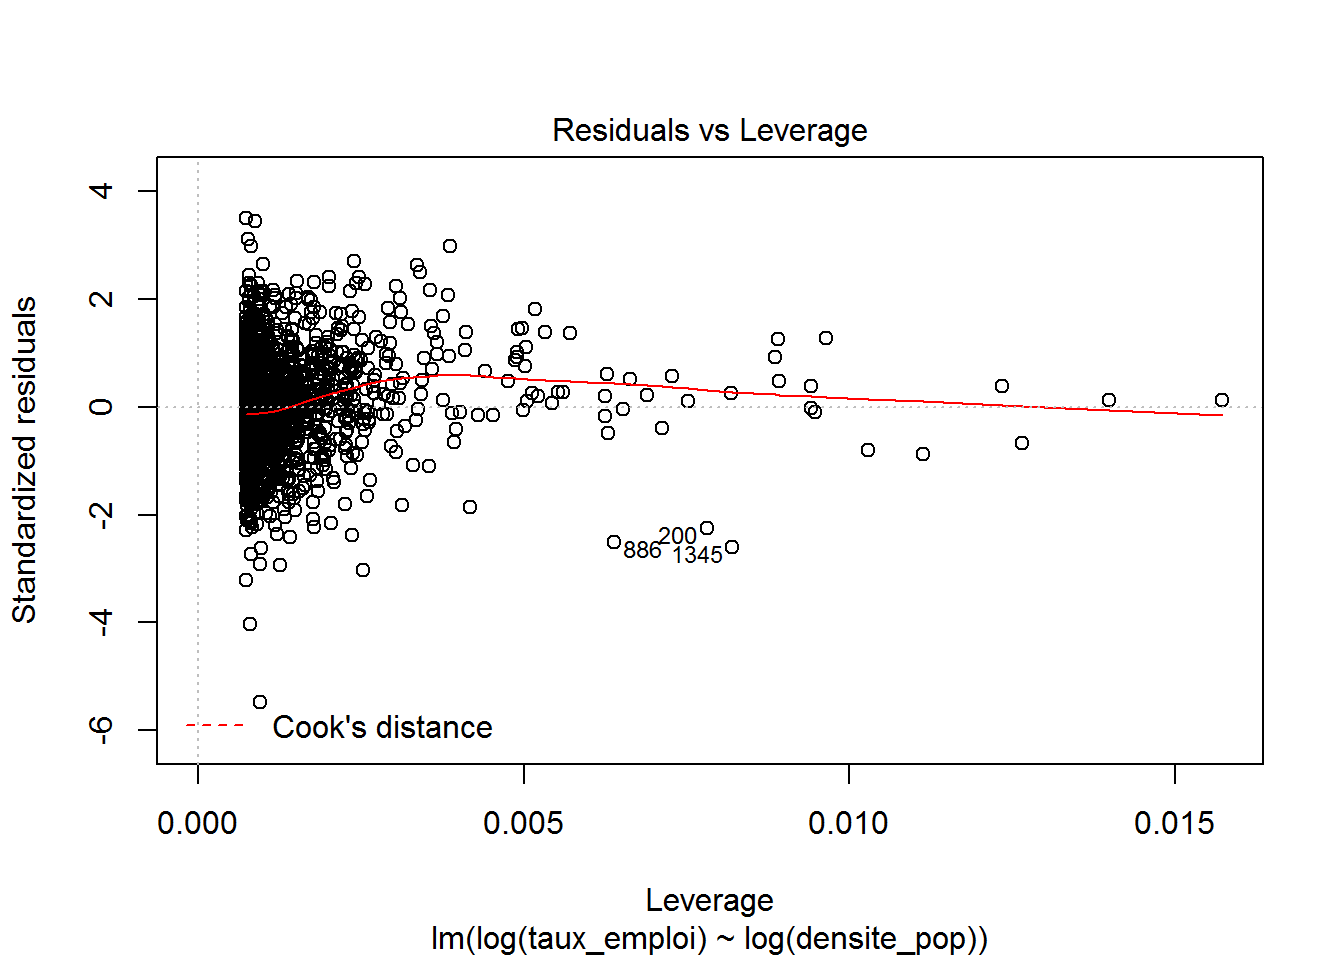 Residuals vs Leverage
Standardized residuals
4
2
0
-2
-4
-6
200
886
1345
Cook's distance
0.000 0.005 0.010 0.015
Leverage
lm(log(taux_emploi) ~ log(densite_pop))